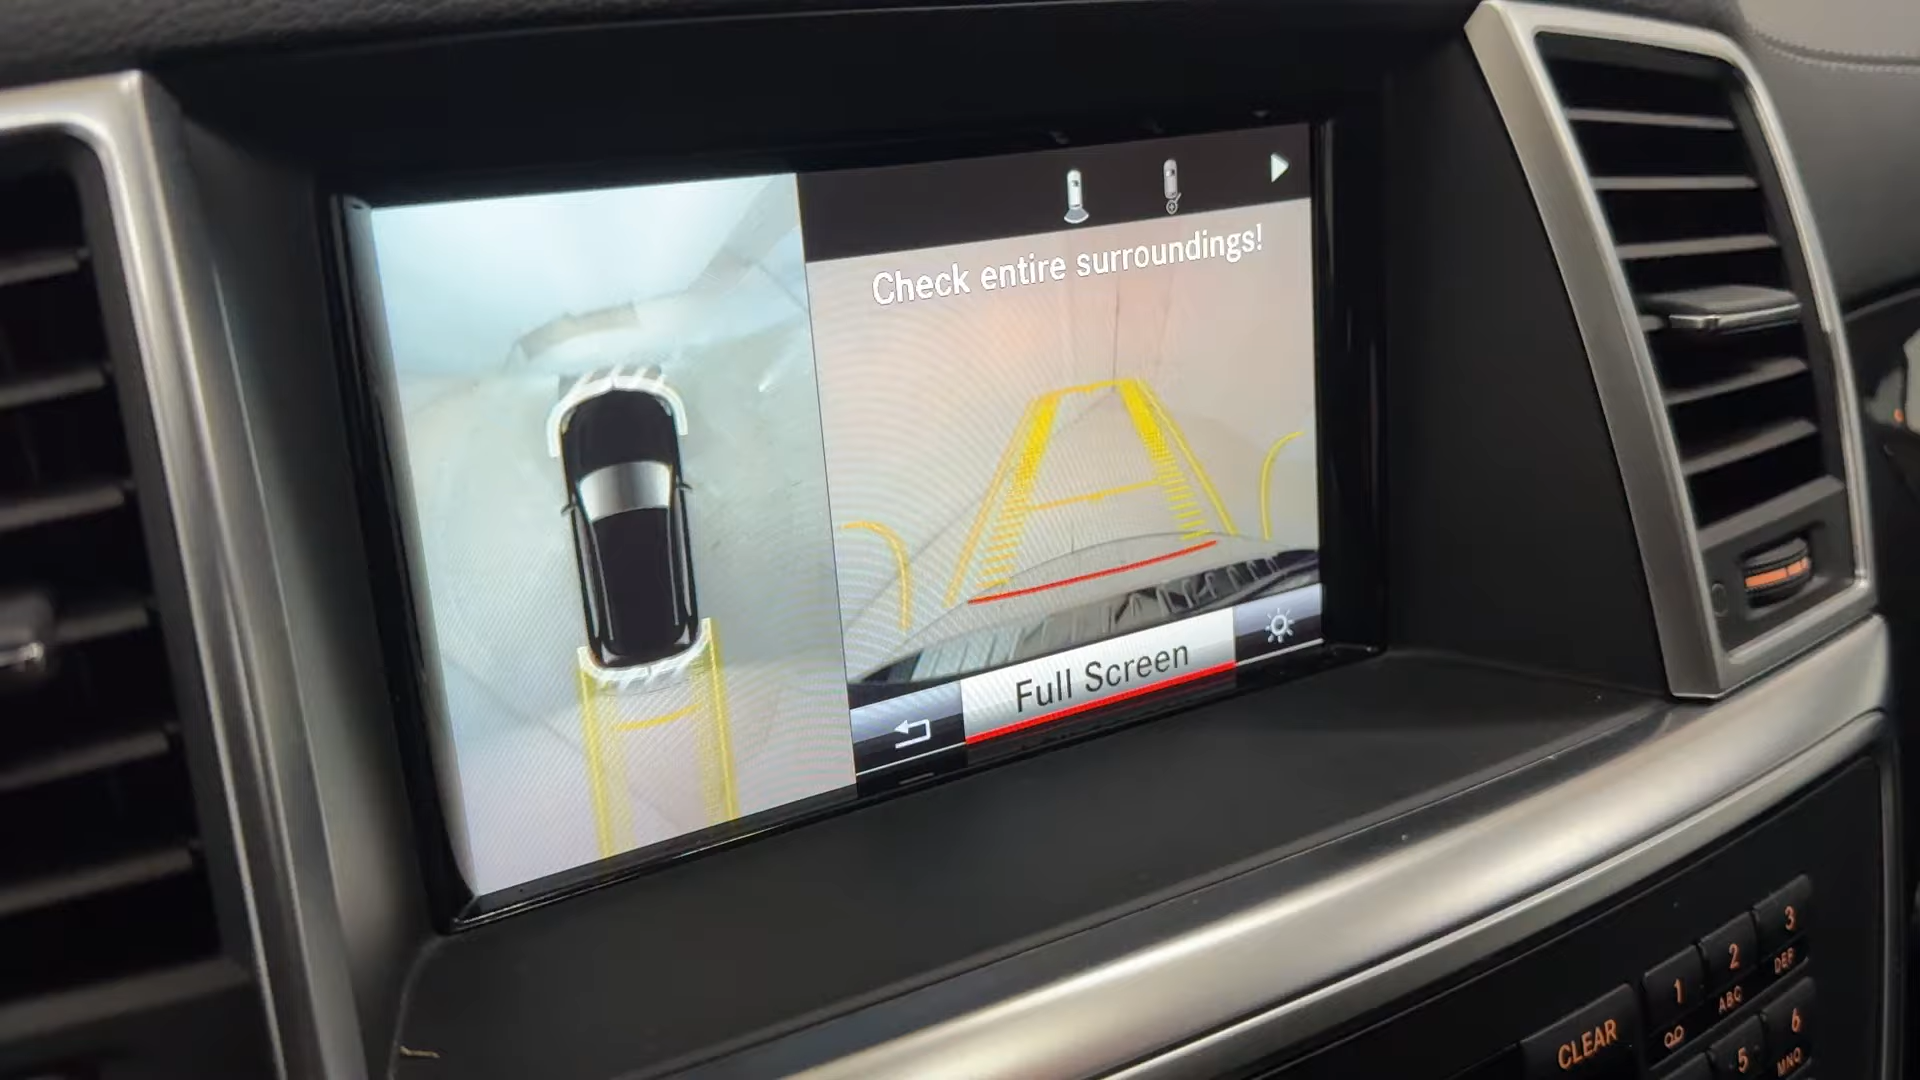 Check entire surroundings!
Full Screen
3
DEF
2
ABC
1
6
MNO
5
CLEAR